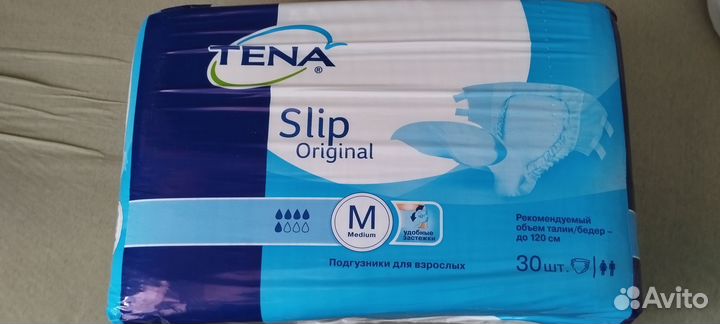 TENA®
Slip
Original
M
Medium
удобные
застежки
Рекомендуемый
объем талии/бедер –
до 120 см
Подгузники для взрослых
30 шт.
Avito